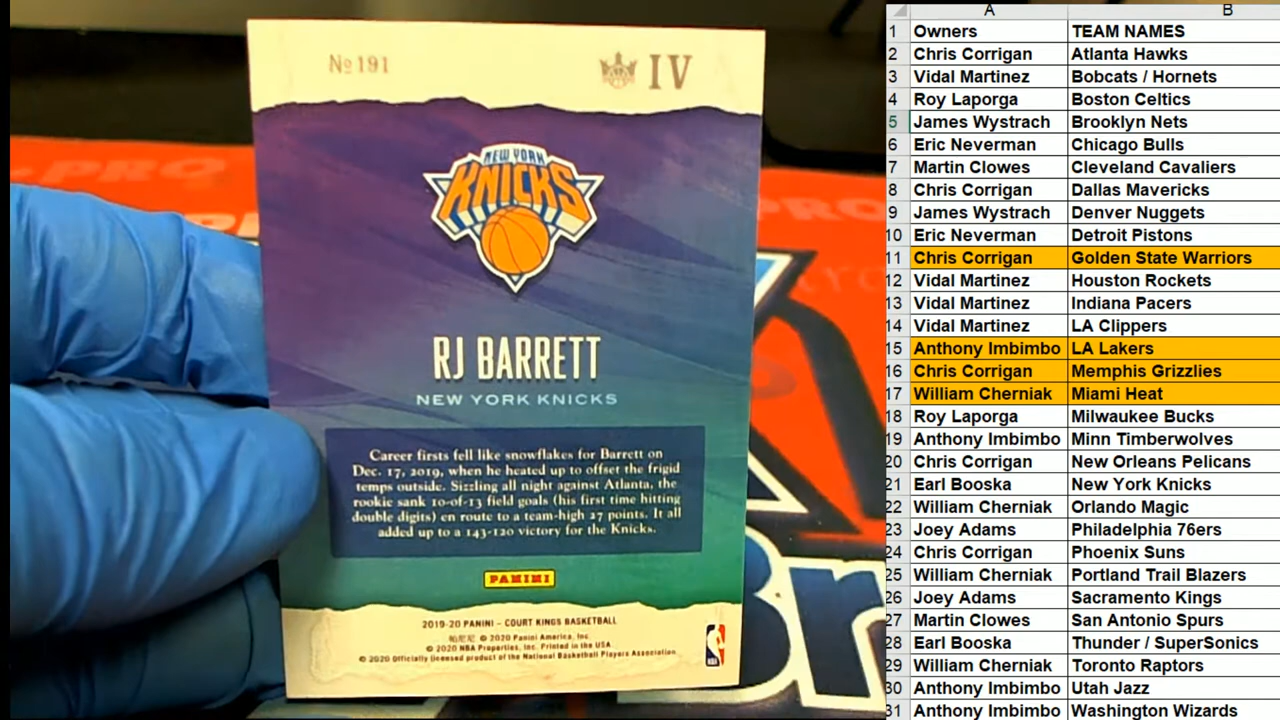 №191
IV
NEW YORK
KNICKS
RJ BARRETT
NEW YORK KNICKS
Career firsts fell like snowflakes for Barrett on
Dec. 17, 2019, when he heated up to offset the frigid
temps outside. Sizzling all night against Atlanta, the
rookie sank 10-of-13 field goals (his first time hitting
double digits) en route to a team-high 27 points. It all
added up to a 143-120 victory for the Knicks.
PANINI
2019-20 PANINI – COURT KINGS BASKETBALL
帕尼尼 © 2020 Panini America, Inc.
© 2020 NBA Properties, Inc. Printed in the USA
© 2020 Officially licensed product of the National Basketball Players Association
NBA
PRO
PRO
Br
A B
1 Owners TEAM NAMES
2 Chris Corrigan Atlanta Hawks
3 Vidal Martinez Bobcats / Hornets
4 Roy Laporga Boston Celtics
5 James Wystrach Brooklyn Nets
6 Eric Neverman Chicago Bulls
7 Martin Clowes Cleveland Cavaliers
8 Chris Corrigan Dallas Mavericks
9 James Wystrach Denver Nuggets
10 Eric Neverman Detroit Pistons
11 Chris Corrigan Golden State Warriors
12 Vidal Martinez Houston Rockets
13 Vidal Martinez Indiana Pacers
14 Vidal Martinez LA Clippers
15 Anthony Imbimbo LA Lakers
16 Chris Corrigan Memphis Grizzlies
17 William Cherniak Miami Heat
18 Roy Laporga Milwaukee Bucks
19 Anthony Imbimbo Minn Timberwolves
20 Chris Corrigan New Orleans Pelicans
21 Earl Booska New York Knicks
22 William Cherniak Orlando Magic
23 Joey Adams Philadelphia 76ers
24 Chris Corrigan Phoenix Suns
25 William Cherniak Portland Trail Blazers
26 Joey Adams Sacramento Kings
27 Martin Clowes San Antonio Spurs
28 Earl Booska Thunder / SuperSonics
29 William Cherniak Toronto Raptors
30 Anthony Imbimbo Utah Jazz
31 Anthony Imbimbo Washington Wizards